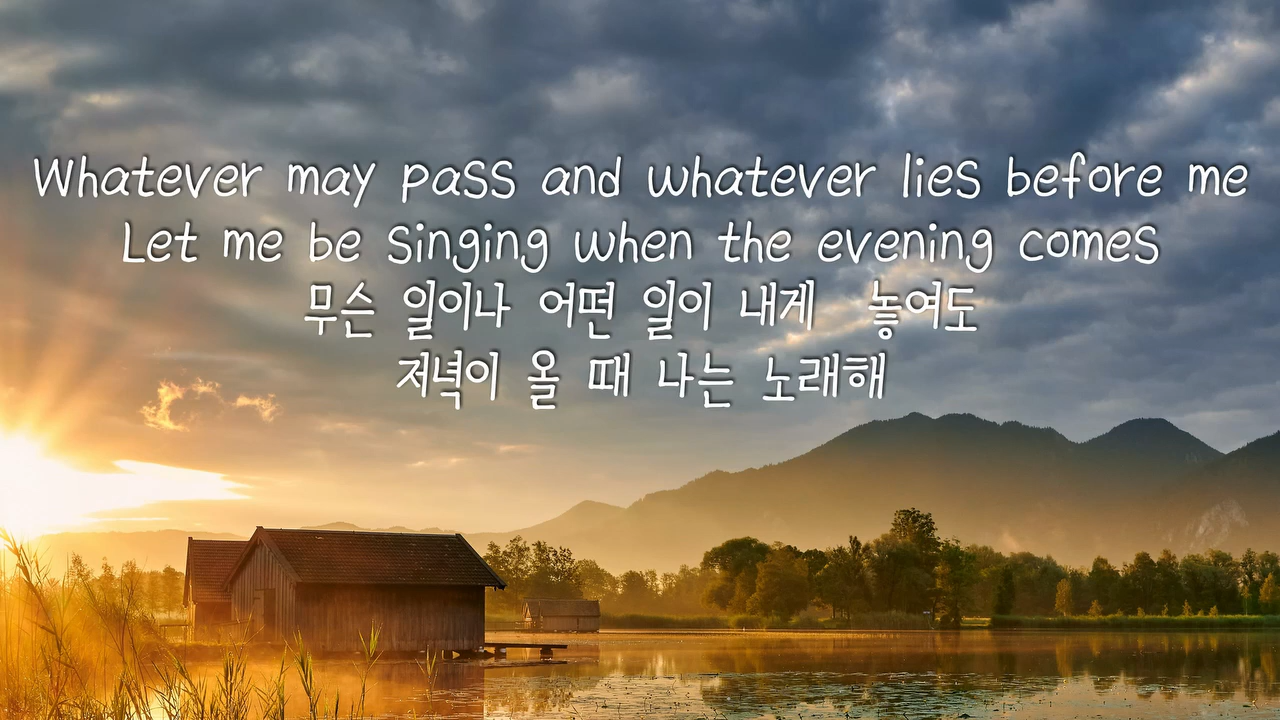 Whatever may pass and whatever lies before me
Let me be singing when the evening comes
무슨 일이나 어떤 일이 내게 놓여도
저녁이 올 때 나는 노래해